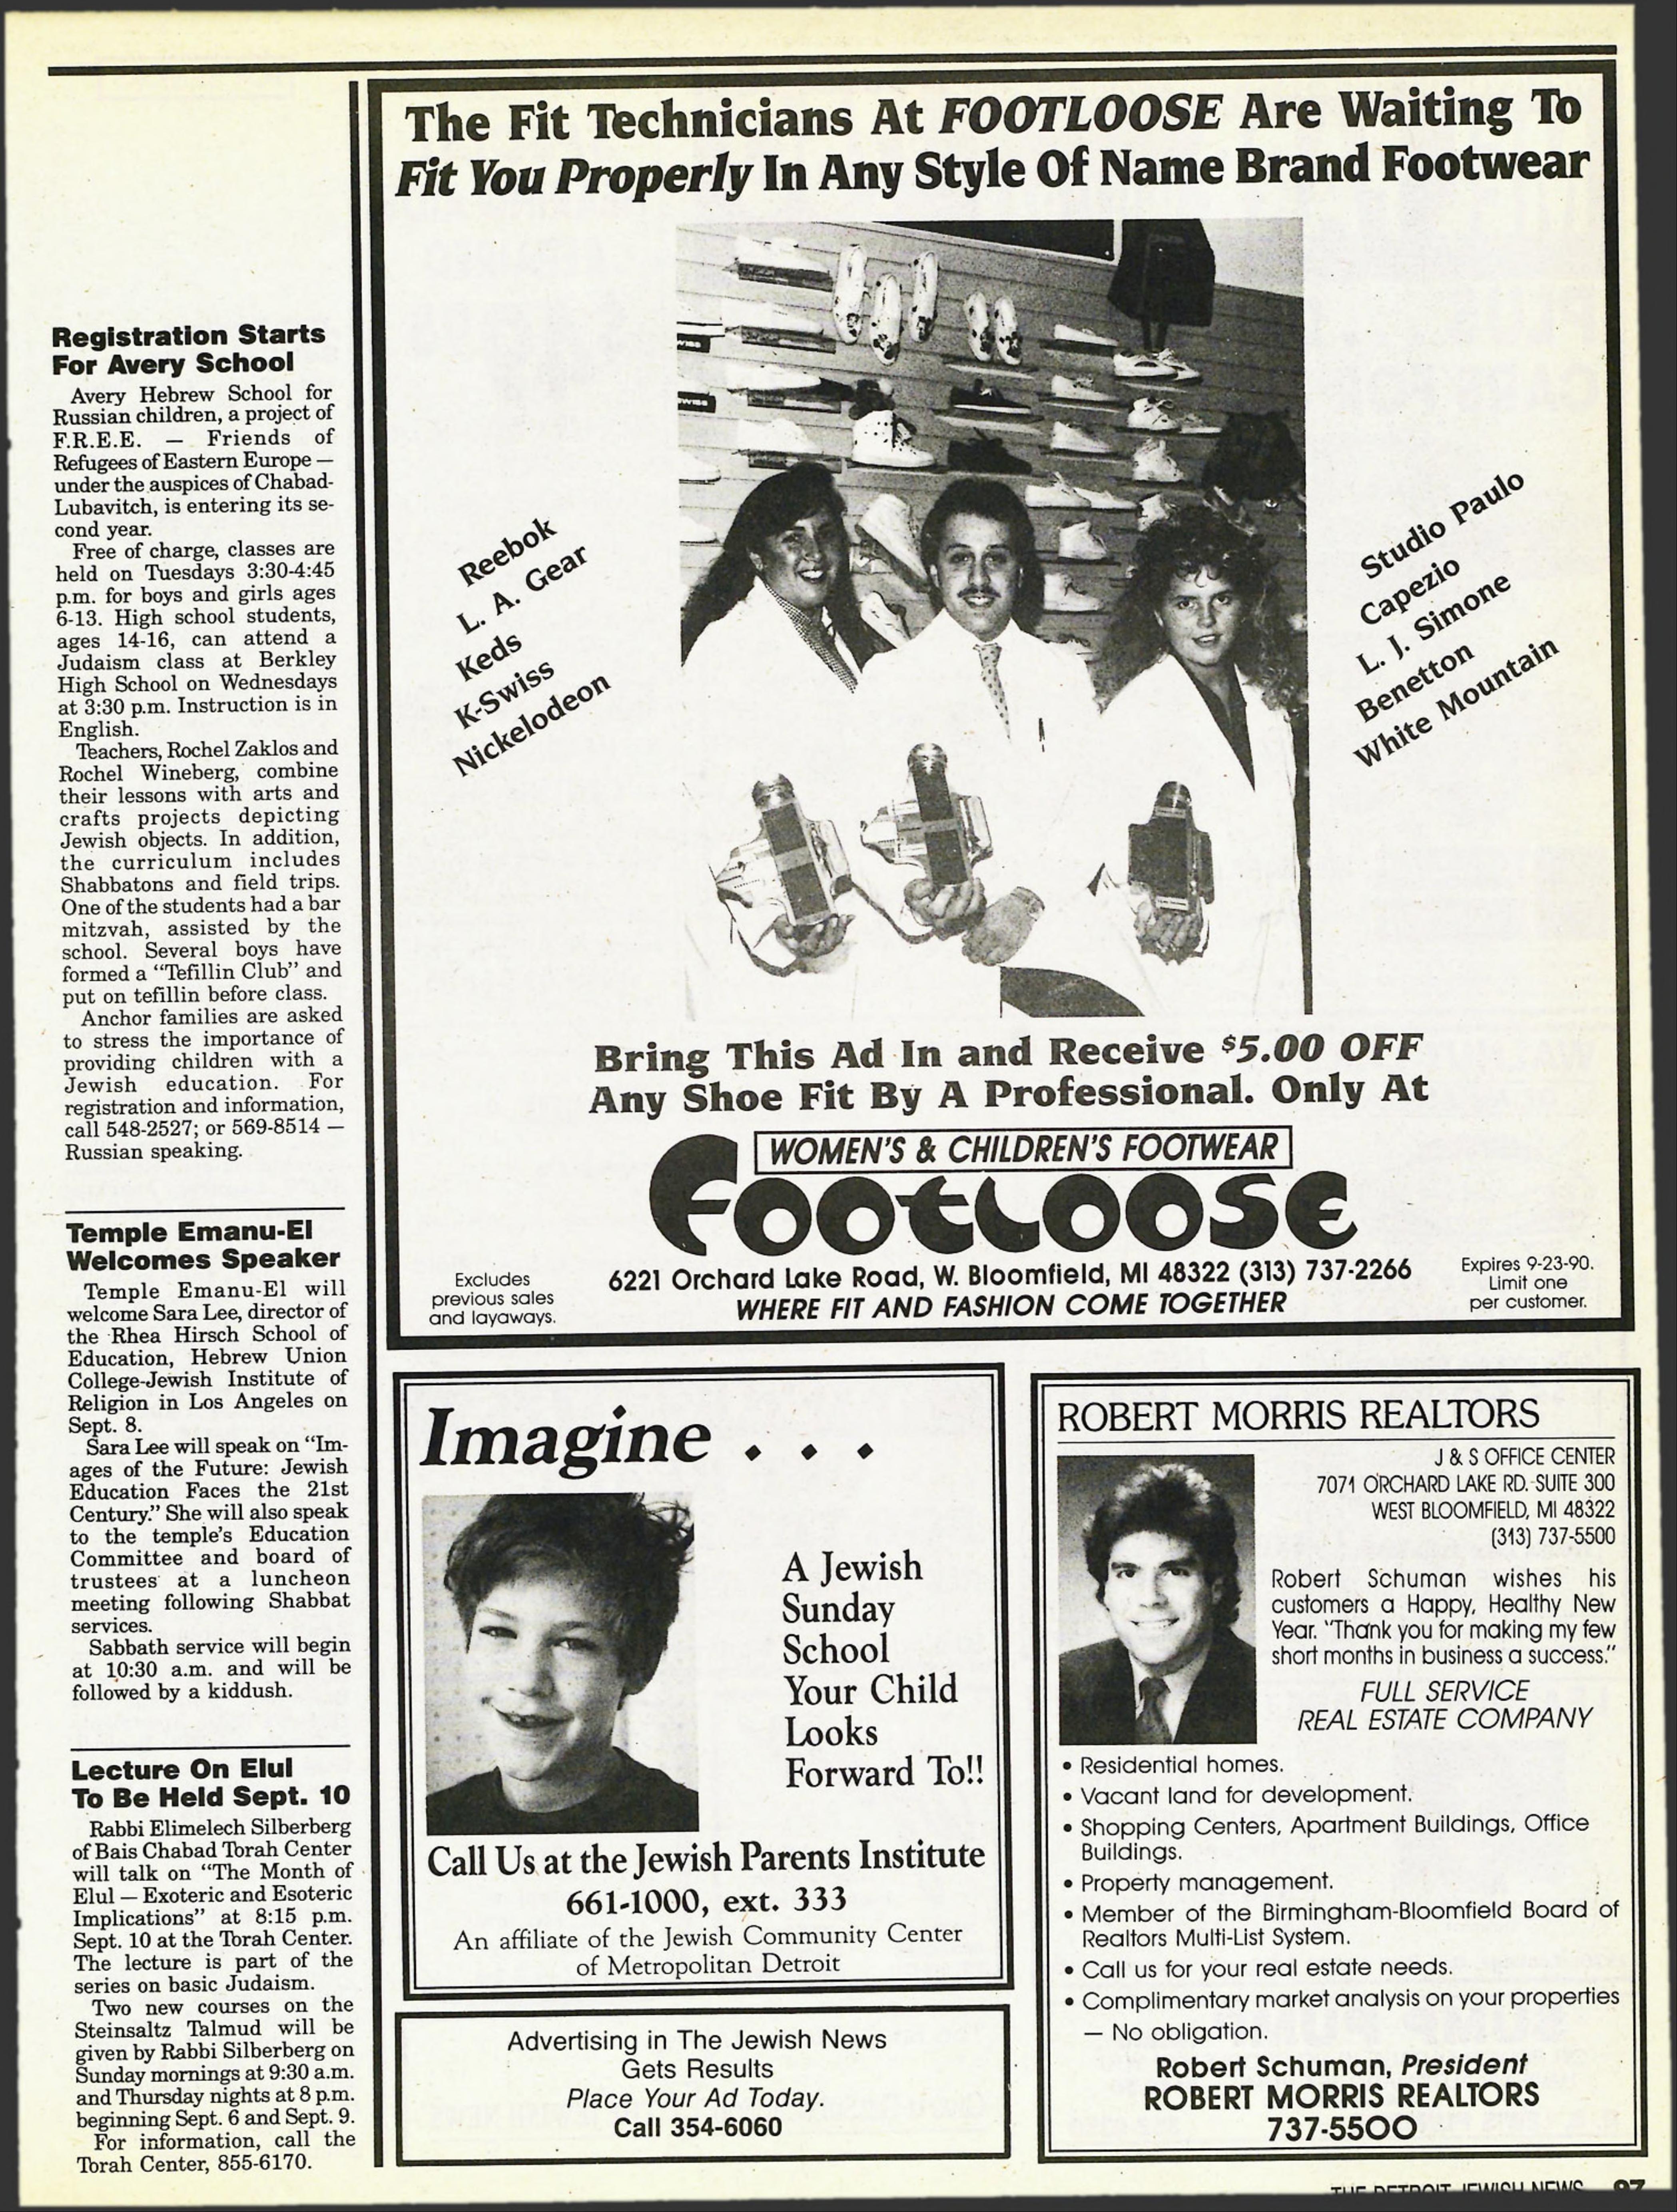 Registration Starts
For Avery School
Avery Hebrew School for
Russian children, a project of
F.R.E.E. — Friends of
Refugees of Eastern Europe —
under the auspices of Chabad-
Lubavitch, is entering its se-
cond year.
Free of charge, classes are
held on Tuesdays 3:30-4:45
p.m. for boys and girls ages
6-13. High school students,
ages 14-16, can attend a
Judaism class at Berkley
High School on Wednesdays
at 3:30 p.m. Instruction is in
English.
Teachers, Rochel Zaklos and
Rochel Wineberg, combine
their lessons with arts and
crafts projects depicting
Jewish objects. In addition,
the curriculum includes
Shabbatons and field trips.
One of the students had a bar
mitzvah, assisted by the
school. Several boys have
formed a "Tefillin Club" and
put on tefillin before class.
Anchor families are asked
to stress the importance of
providing children with a
Jewish education. For
registration and information,
call 548-2527; or 569-8514 —
Russian speaking.
Temple Emanu-El
Welcomes Speaker
Temple Emanu-El will
welcome Sara Lee, director of
the Rhea Hirsch School of
Education, Hebrew Union
College-Jewish Institute of
Religion in Los Angeles on
Sept. 8.
Sara Lee will speak on "Im-
ages of the Future: Jewish
Education Faces the 21st
Century." She will also speak
to the temple's Education
Committee and board of
trustees at a luncheon
meeting following Shabbat
services.
Sabbath service will begin
at 10:30 a.m. and will be
followed by a kiddush.
Lecture On Elul
To Be Held Sept. 10
Rabbi Elimelech Silberberg
of Bais Chabad Torah Center
will talk on "The Month of
Elul — Exoteric and Esoteric
Implications" at 8:15 p.m.
Sept. 10 at the Torah Center.
The lecture is part of the
series on basic Judaism.
Two new courses on the
Steinsaltz Talmud will be
given by Rabbi Silberberg on
Sunday mornings at 9:30 a.m.
and Thursday nights at 8 p.m.
beginning Sept. 6 and Sept. 9.
For information, call the
Torah Center, 855-6170.
The Fit Technicians At FOOTLOOSE Are Waiting To
Fit You Properly In Any Style Of Name Brand Footwear
Reebok
L. A. Gear
Keds
K-Swiss
Nickelodeon
Studio Paulo
Capezio
L. J. Simone
Benetton
White Mountain
Bring This Ad In and Receive $5.00 OFF
Any Shoe Fit By A Professional. Only At
WOMEN'S & CHILDREN'S FOOTWEAR
FOOTLOOSE
Excludes
previous sales
and layaways.
6221 Orchard Lake Road, W. Bloomfield, MI 48322 (313) 737-2266
WHERE FIT AND FASHION COME TOGETHER
Expires 9-23-90.
Limit one
per customer.
Imagine . . .
A Jewish
Sunday
School
Your Child
Looks
Forward To!!
Call Us at the Jewish Parents Institute
661-1000, ext. 333
An affiliate of the Jewish Community Center
of Metropolitan Detroit
Advertising in The Jewish News
Gets Results
Place Your Ad Today.
Call 354-6060
ROBERT MORRIS REALTORS
J & S OFFICE CENTER
7071 ORCHARD LAKE RD. SUITE 300
WEST BLOOMFIELD, MI 48322
(313) 737-5500
Robert Schuman wishes his
customers a Happy, Healthy New
Year. "Thank you for making my few
short months in business a success."
FULL SERVICE
REAL ESTATE COMPANY
• Residential homes.
• Vacant land for development.
• Shopping Centers, Apartment Buildings, Office
Buildings.
• Property management.
• Member of the Birmingham-Bloomfield Board of
Realtors Multi-List System.
• Call us for your real estate needs.
• Complimentary market analysis on your properties
— No obligation.
Robert Schuman, President
ROBERT MORRIS REALTORS
737-5500
THE DETROIT JEWISH NEWS